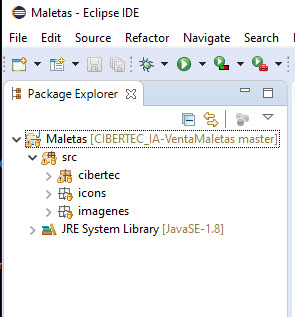 Maletas - Eclipse IDE
File Edit Source Refactor Navigate Search
Package Explorer
Maletas [CIBERTEC_IA-VentaMaletas master]
src
cibertec
icons
imagenes
JRE System Library [JavaSE-1.8]